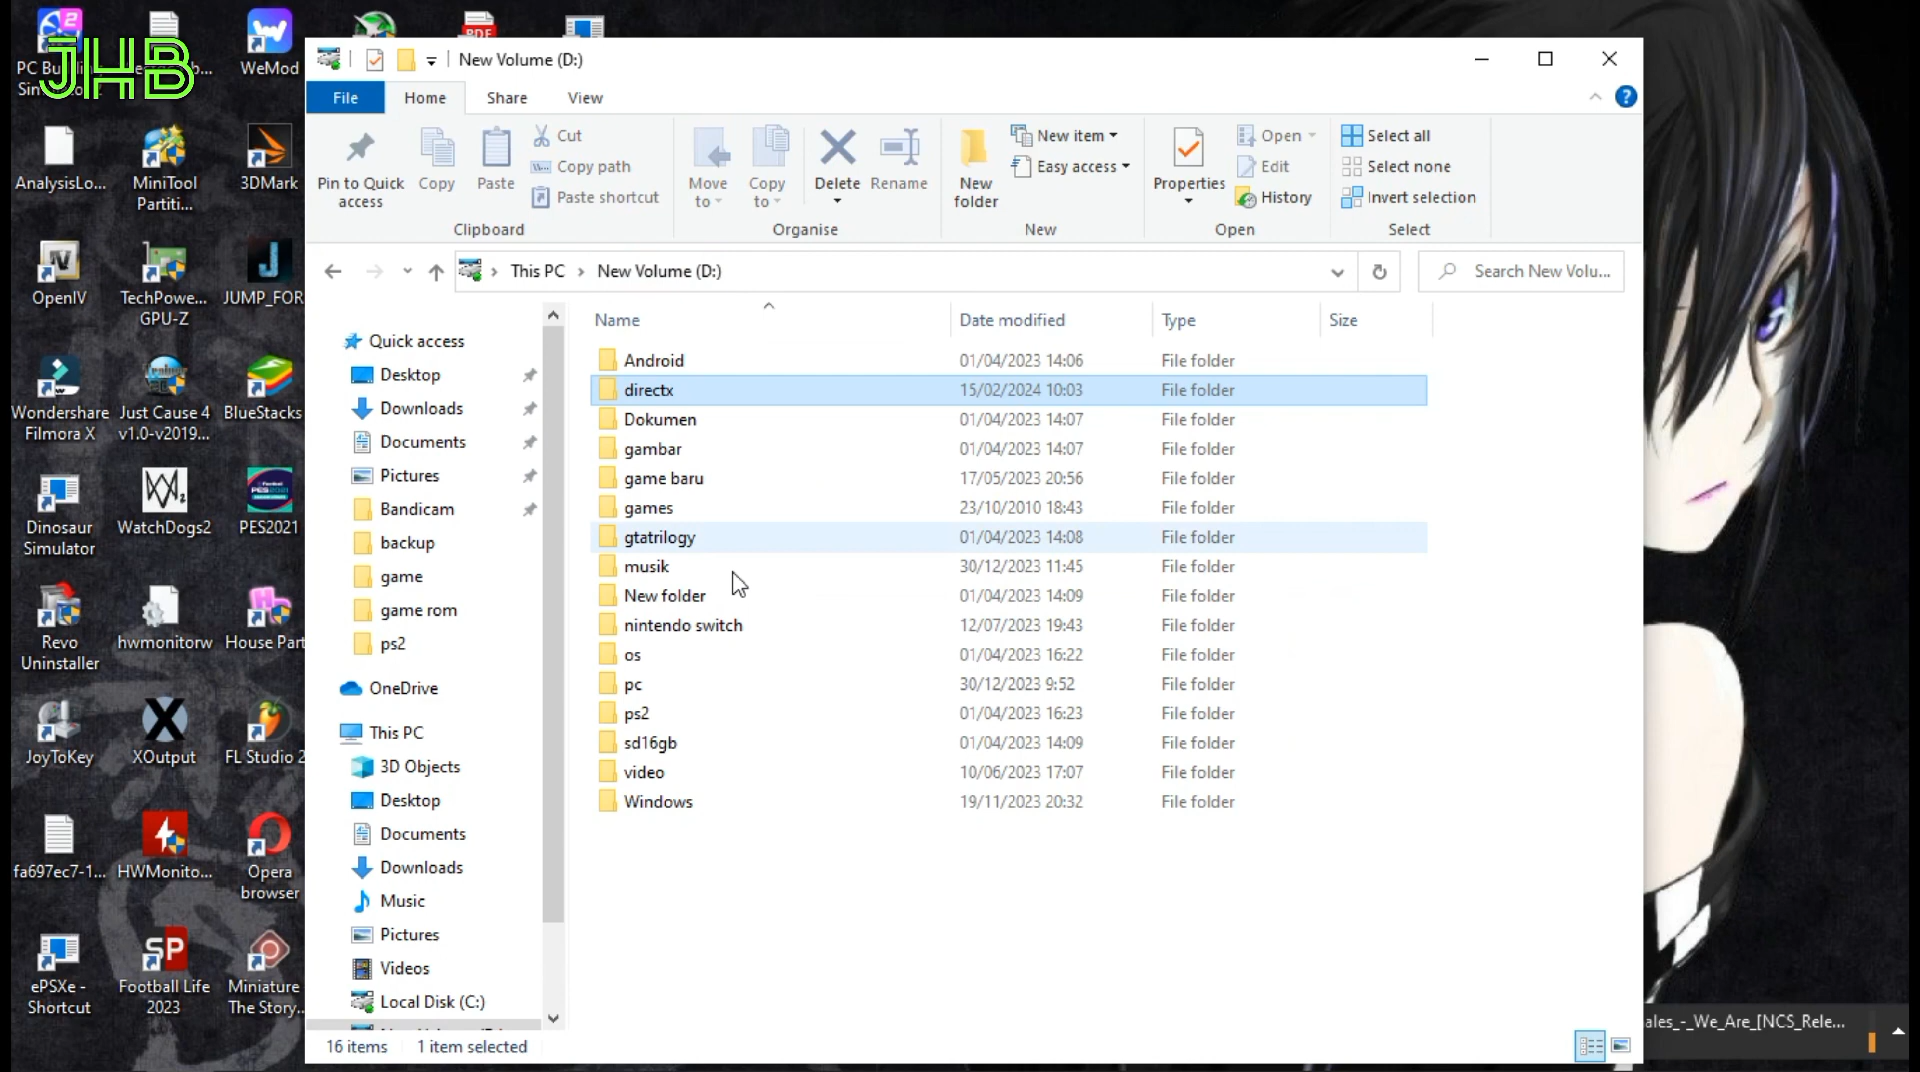 JHB
PC
WeMod
PDF
AnalysisLo...
MiniTool
Partiti...
3DMark
OpenIV
TechPowe...
GPU-Z
JUMP_FOR
Wondershare
Filmora X
Just Cause 4
v1.0-v2019...
BlueStacks
Dinosaur
Simulator
WatchDogs2
PES2021
Revo
Uninstaller
hwmonitorw
House Part
JoyToKey
XOutput
FL Studio 2
fa697ec7-1...
HWMonito...
Opera
browser
ePSXe -
Shortcut
SP
Football Life
2023
Miniature
The Story...
New Volume (D:)
File
Home
Share
View
Pin to Quick
access
Copy
Paste
Cut
Copy path
Paste shortcut
Clipboard
Move
to
Copy
to
Delete
Rename
Organise
New
folder
New item
Easy access
New
Properties
Open
Edit
History
Open
Select all
Select none
Invert selection
Select
This PC
New Volume (D:)
Search New Volu...
Quick access
Desktop
Downloads
Documents
Pictures
Bandicam
backup
game
game rom
ps2
OneDrive
This PC
3D Objects
Desktop
Documents
Downloads
Music
Pictures
Videos
Local Disk (C:)
Name Date modified Type Size
Android 01/04/2023 14:06 File folder
directx 15/02/2024 10:03 File folder
Dokumen 01/04/2023 14:07 File folder
gambar 01/04/2023 14:07 File folder
game baru 17/05/2023 20:56 File folder
games 23/10/2010 18:43 File folder
gtatrilogy 01/04/2023 14:08 File folder
musik 30/12/2023 11:45 File folder
New folder 01/04/2023 14:09 File folder
nintendo switch 12/07/2023 19:43 File folder
os 01/04/2023 16:22 File folder
pc 30/12/2023 9:52 File folder
ps2 01/04/2023 16:23 File folder
sd16gb 01/04/2023 14:09 File folder
video 10/06/2023 17:07 File folder
Windows 19/11/2023 20:32 File folder
16 items
1 item selected
ales_-_We_Are_[NCS_Rele...